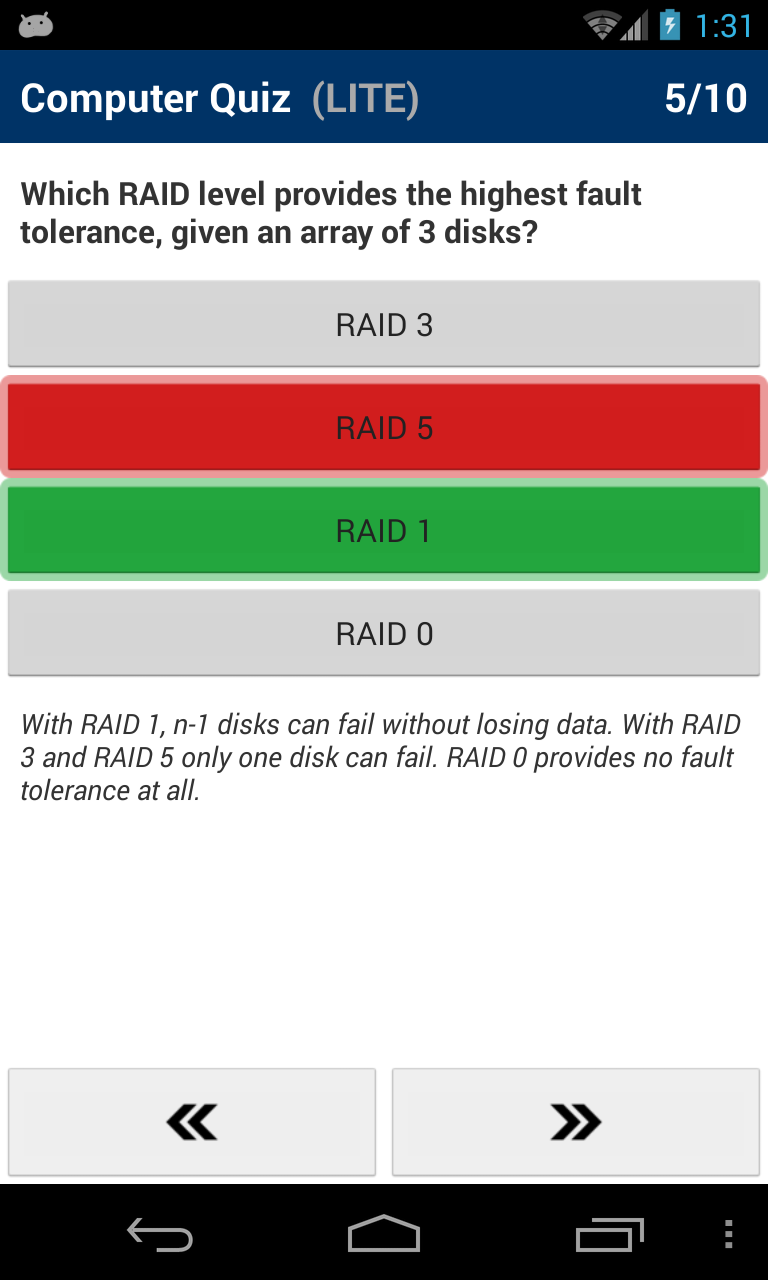 1:31
Computer Quiz (LITE) 5/10
Which RAID level provides the highest fault
tolerance, given an array of 3 disks?
RAID 3
RAID 5
RAID 1
RAID 0
With RAID 1, n-1 disks can fail without losing data. With RAID
3 and RAID 5 only one disk can fail. RAID 0 provides no fault
tolerance at all.